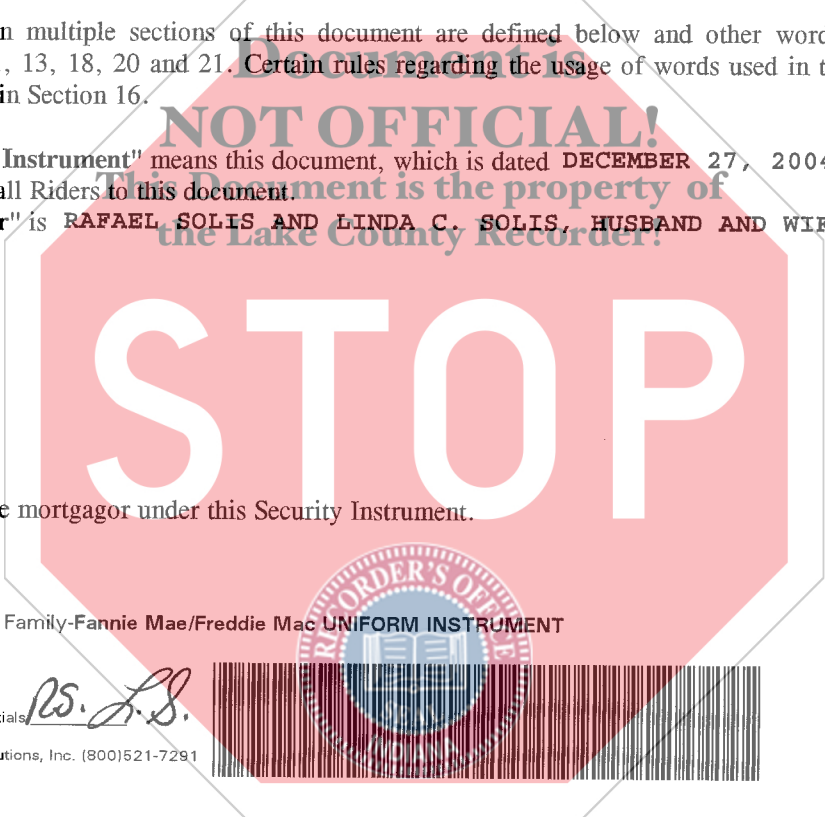 n multiple sections of this document are defined below and other word
, 13, 18, 20 and 21. Certain rules regarding the usage of words used in t
in Section 16.
Document is
NOT OFFICIAL!
This Document is the property of
the Lake County Recorder!
Instrument" means this document, which is dated DECEMBER 27, 2004
all Riders to this document.
r" is RAFAEL SOLIS AND LINDA C. SOLIS, HUSBAND AND WIF
STOP
e mortgagor under this Security Instrument.
RECORDER'S OFFICE
SEAL
INDIANA
Family-Fannie Mae/Freddie Mac UNIFORM INSTRUMENT
tials R.S. L.S.
utions, Inc. (800)521-7291